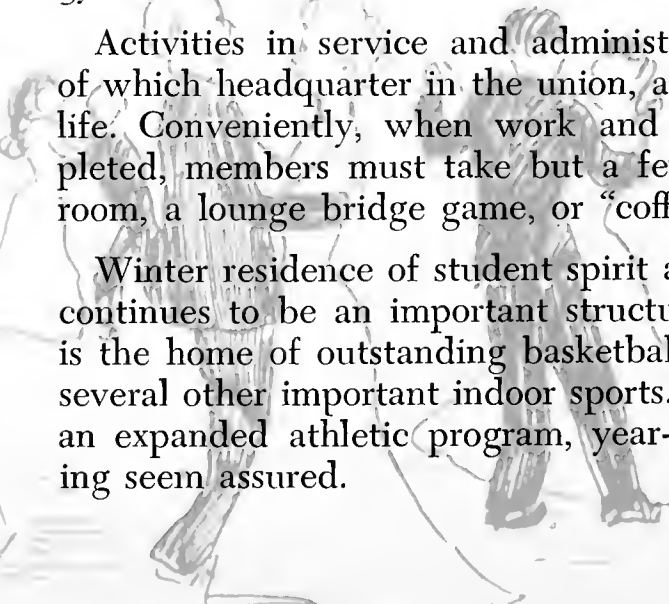 Activities in service and administ
of which headquarter in the union, a
life. Conveniently, when work and
pleted, members must take but a fe
room, a lounge bridge game, or “coff
Winter residence of student spirit a
continues to be an important structu
is the home of outstanding basketbal
several other important indoor sports.
an expanded athletic program, year-
ing seem assured.